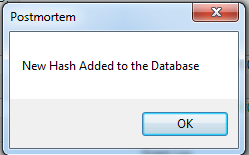 Postmortem
New Hash Added to the Database
OK